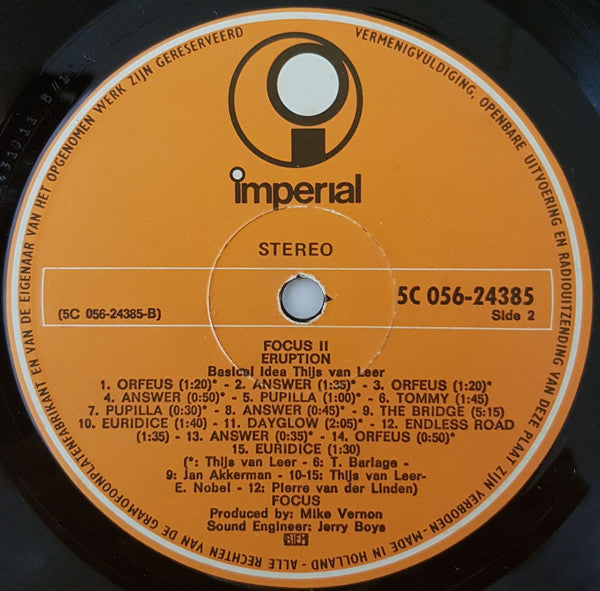 ALLE RECHTEN VAN DE GRAMOFOONPLATENFABRIKANT EN VAN DE EIGENAAR VAN HET OPGENOMEN WERK ZIJN GERESERVEERD
VERMENIGVULDIGING, OPENBARE UITVOERING EN RADIOUITZENDING VAN DEZE PLAAT ZIJN VERBODEN - MADE IN HOLLAND -
imperial
STEREO
5C 056-24385
(5C 056-24385-B)
Side 2
FOCUS II
ERUPTION
Basical Idea Thijs van Leer
1. ORFEUS (1:20)* - 2. ANSWER (1:35)* - 3. ORFEUS (1:20)*
4. ANSWER (0:50)* - 5. PUPILLA (1:00)* - 6. TOMMY (1:45)
7. PUPILLA (0:30)* - 8. ANSWER (0:45)* - 9. THE BRIDGE (5:15)
10. EURIDICE (1:40) - 11. DAYGLOW (2:05)* - 12. ENDLESS ROAD
(1:35) - 13. ANSWER (0:35)* - 14. ORFEUS (0:50)*
15. EURIDICE (1:30)
(*: Thijs van Leer - 6: T. Barlage -
9: Jan Akkerman - 10-15: Thijs van Leer-
E. Nobel - 12: Pierre van der Linden)
FOCUS
Produced by: Mike Vernon
Sound Engineer: Jerry Boys
BIEM